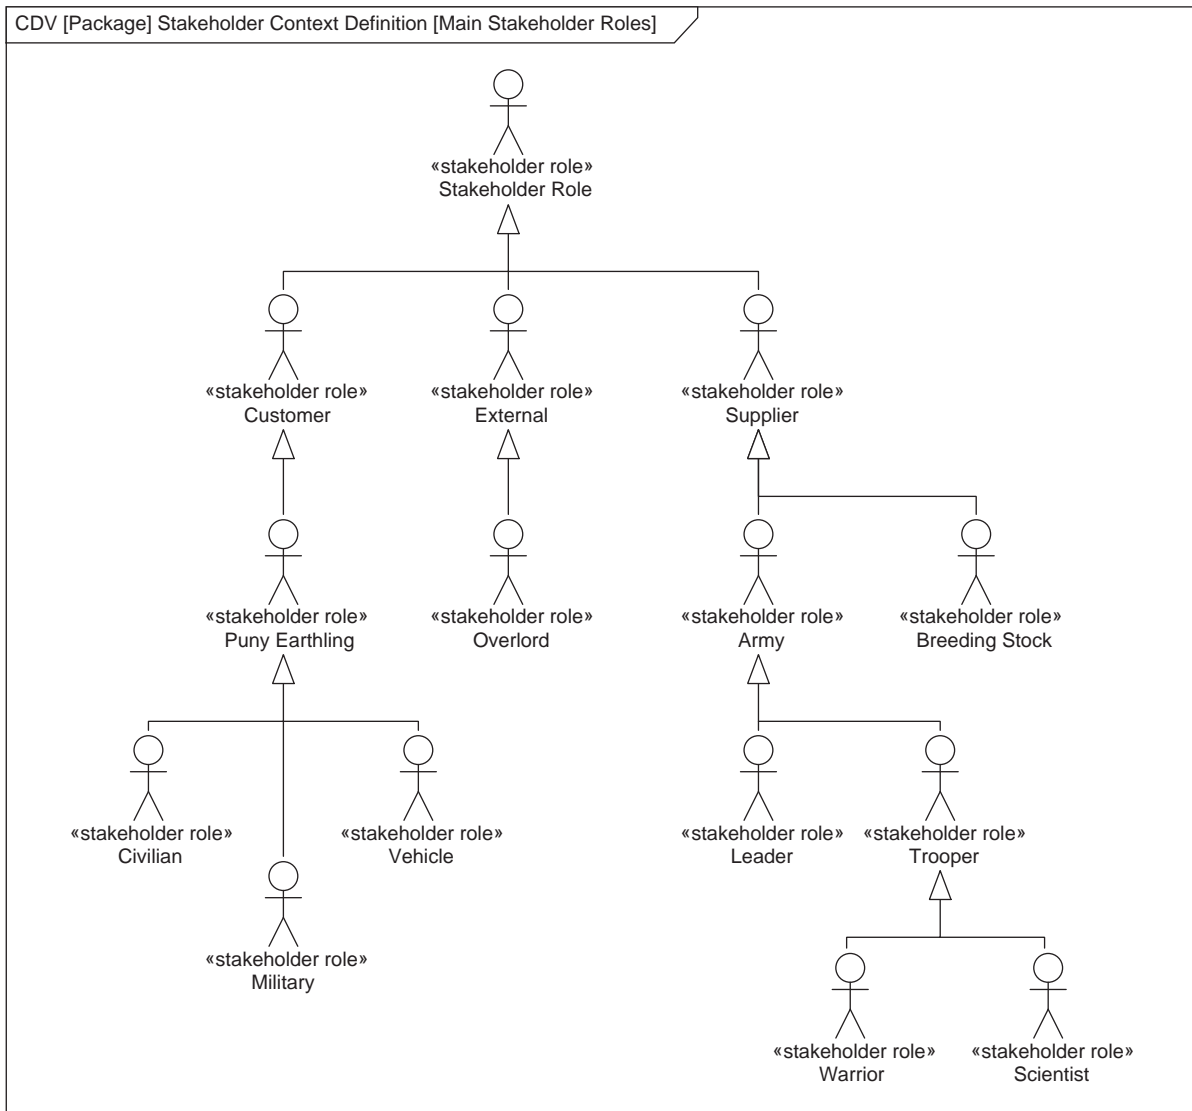 CDV [Package] Stakeholder Context Definition [Main Stakeholder Roles]
«stakeholder role»
Stakeholder Role
«stakeholder role»
Customer
«stakeholder role»
External
«stakeholder role»
Supplier
«stakeholder role»
Puny Earthling
«stakeholder role»
Overlord
«stakeholder role»
Army
«stakeholder role»
Breeding Stock
«stakeholder role»
Civilian
«stakeholder role»
Vehicle
«stakeholder role»
Leader
«stakeholder role»
Trooper
«stakeholder role»
Military
«stakeholder role»
Warrior
«stakeholder role»
Scientist